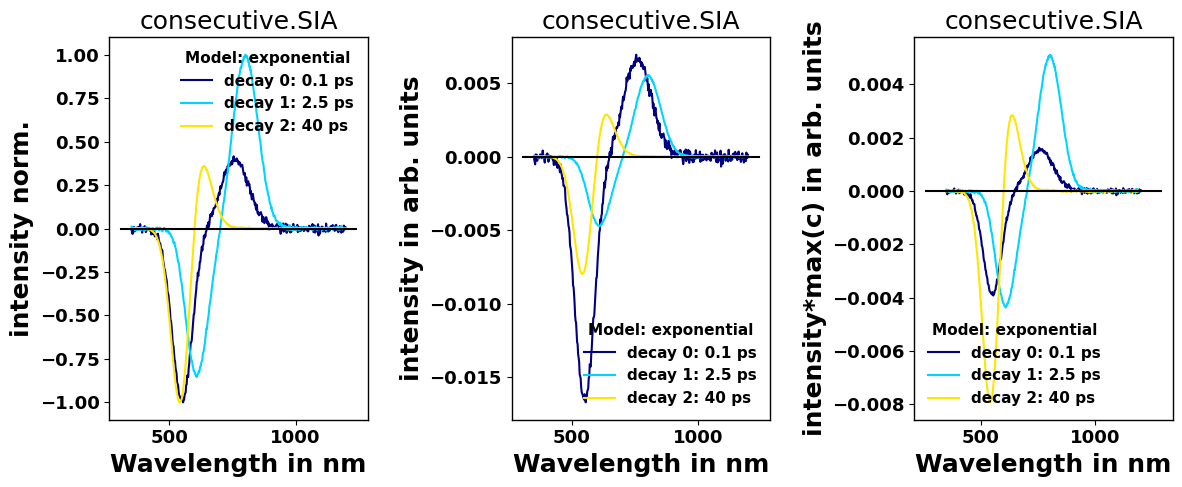 consecutive.SIA
intensity norm.
1.00
0.75
0.50
0.25
0.00
−0.25
−0.50
−0.75
−1.00
Model: exponential
decay 0: 0.1 ps
decay 1: 2.5 ps
decay 2: 40 ps
500
1000
Wavelength in nm
consecutive.SIA
intensity in arb. units
0.005
0.000
−0.005
−0.010
−0.015
Model: exponential
decay 0: 0.1 ps
decay 1: 2.5 ps
decay 2: 40 ps
500
1000
Wavelength in nm
consecutive.SIA
intensity*max(c) in arb. units
0.004
0.002
0.000
−0.002
−0.004
−0.006
−0.008
Model: exponential
decay 0: 0.1 ps
decay 1: 2.5 ps
decay 2: 40 ps
500
1000
Wavelength in nm